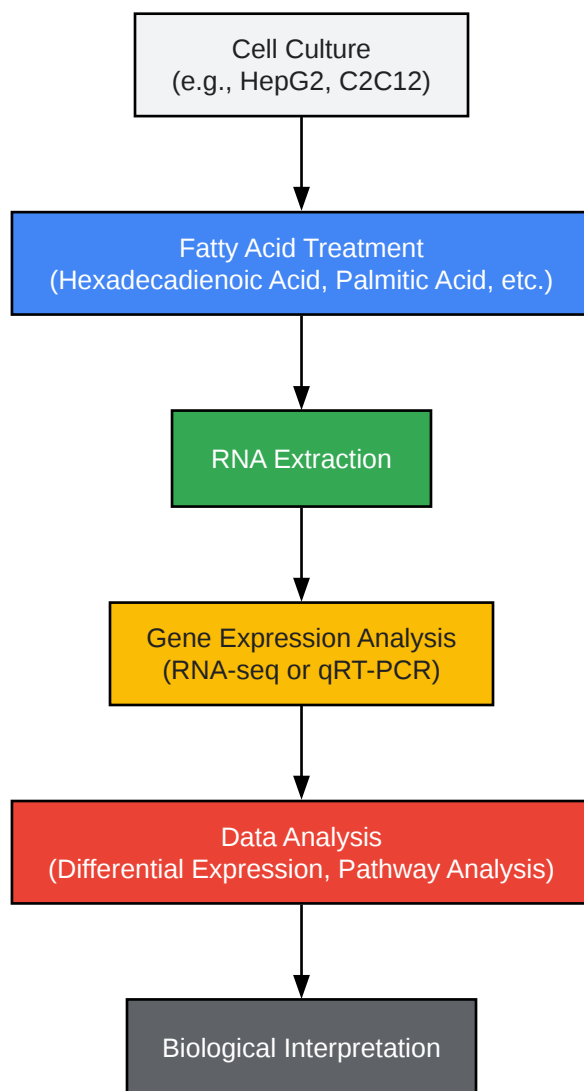 Cell Culture
(e.g., HepG2, C2C12)
Fatty Acid Treatment
(Hexadecadienoic Acid, Palmitic Acid, etc.)
RNA Extraction
Gene Expression Analysis
(RNA-seq or qRT-PCR)
Data Analysis
(Differential Expression, Pathway Analysis)
Biological Interpretation